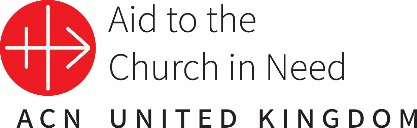 Aid to the
Church in Need
ACN UNITED KINGDOM